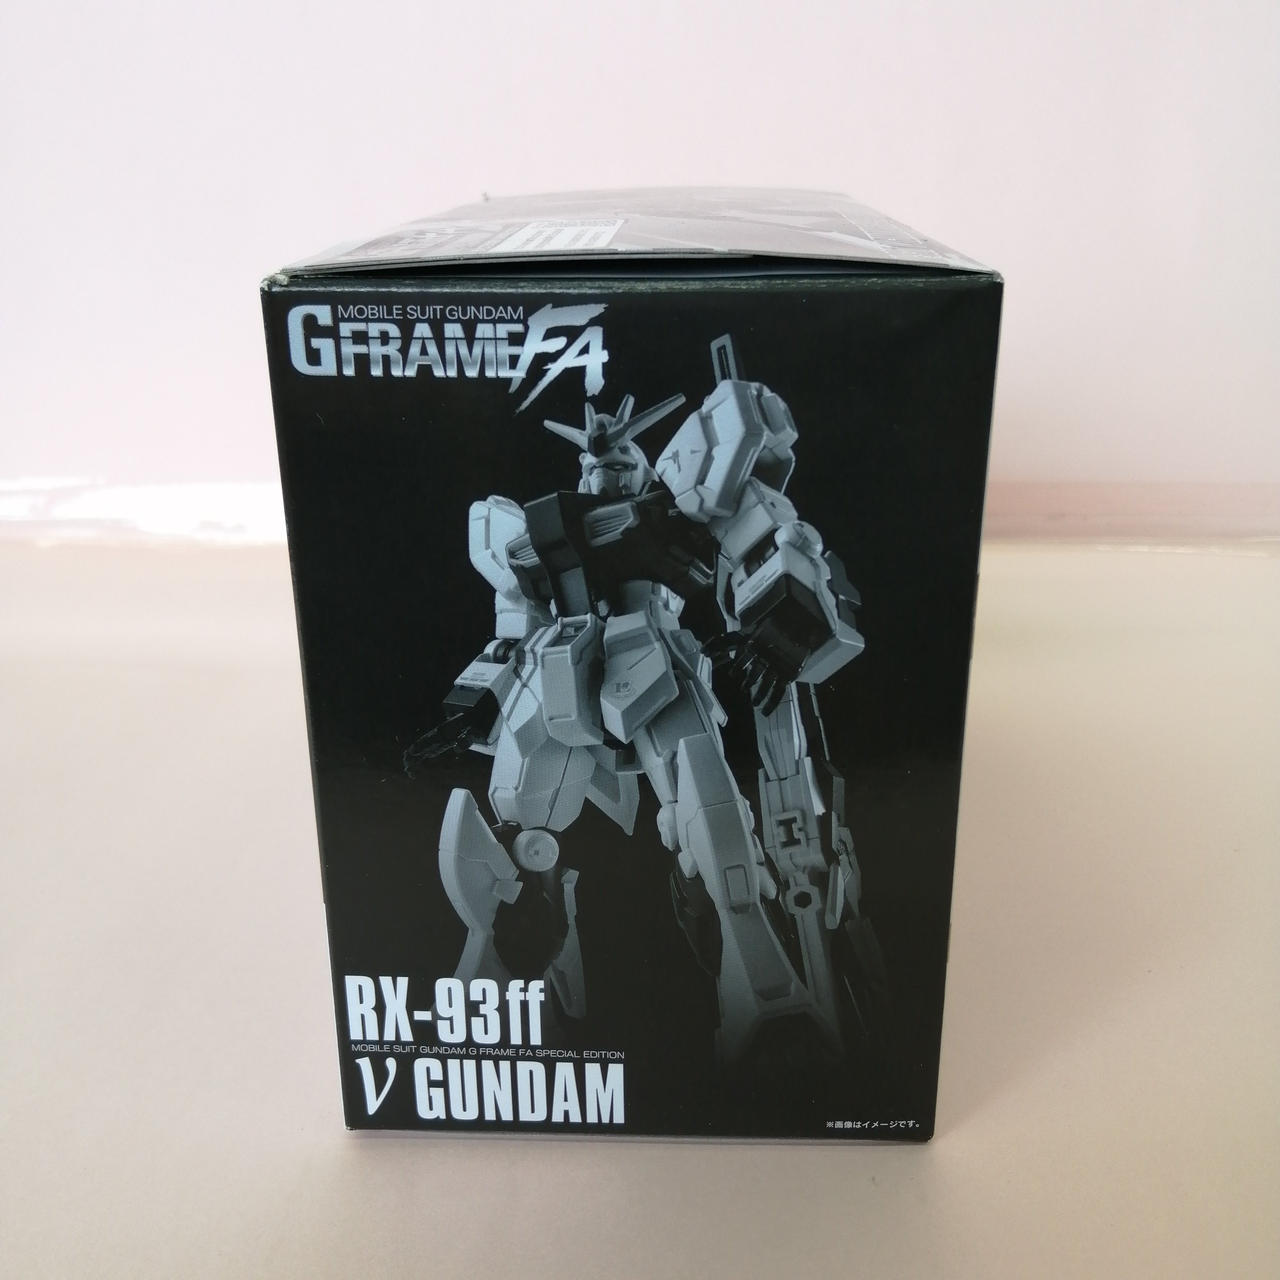 MOBILE SUIT GUNDAM
GFRAMEFA
RX-93ff
MOBILE SUIT GUNDAM G FRAME FA SPECIAL EDITION
ν GUNDAM
※画像はイメージです。